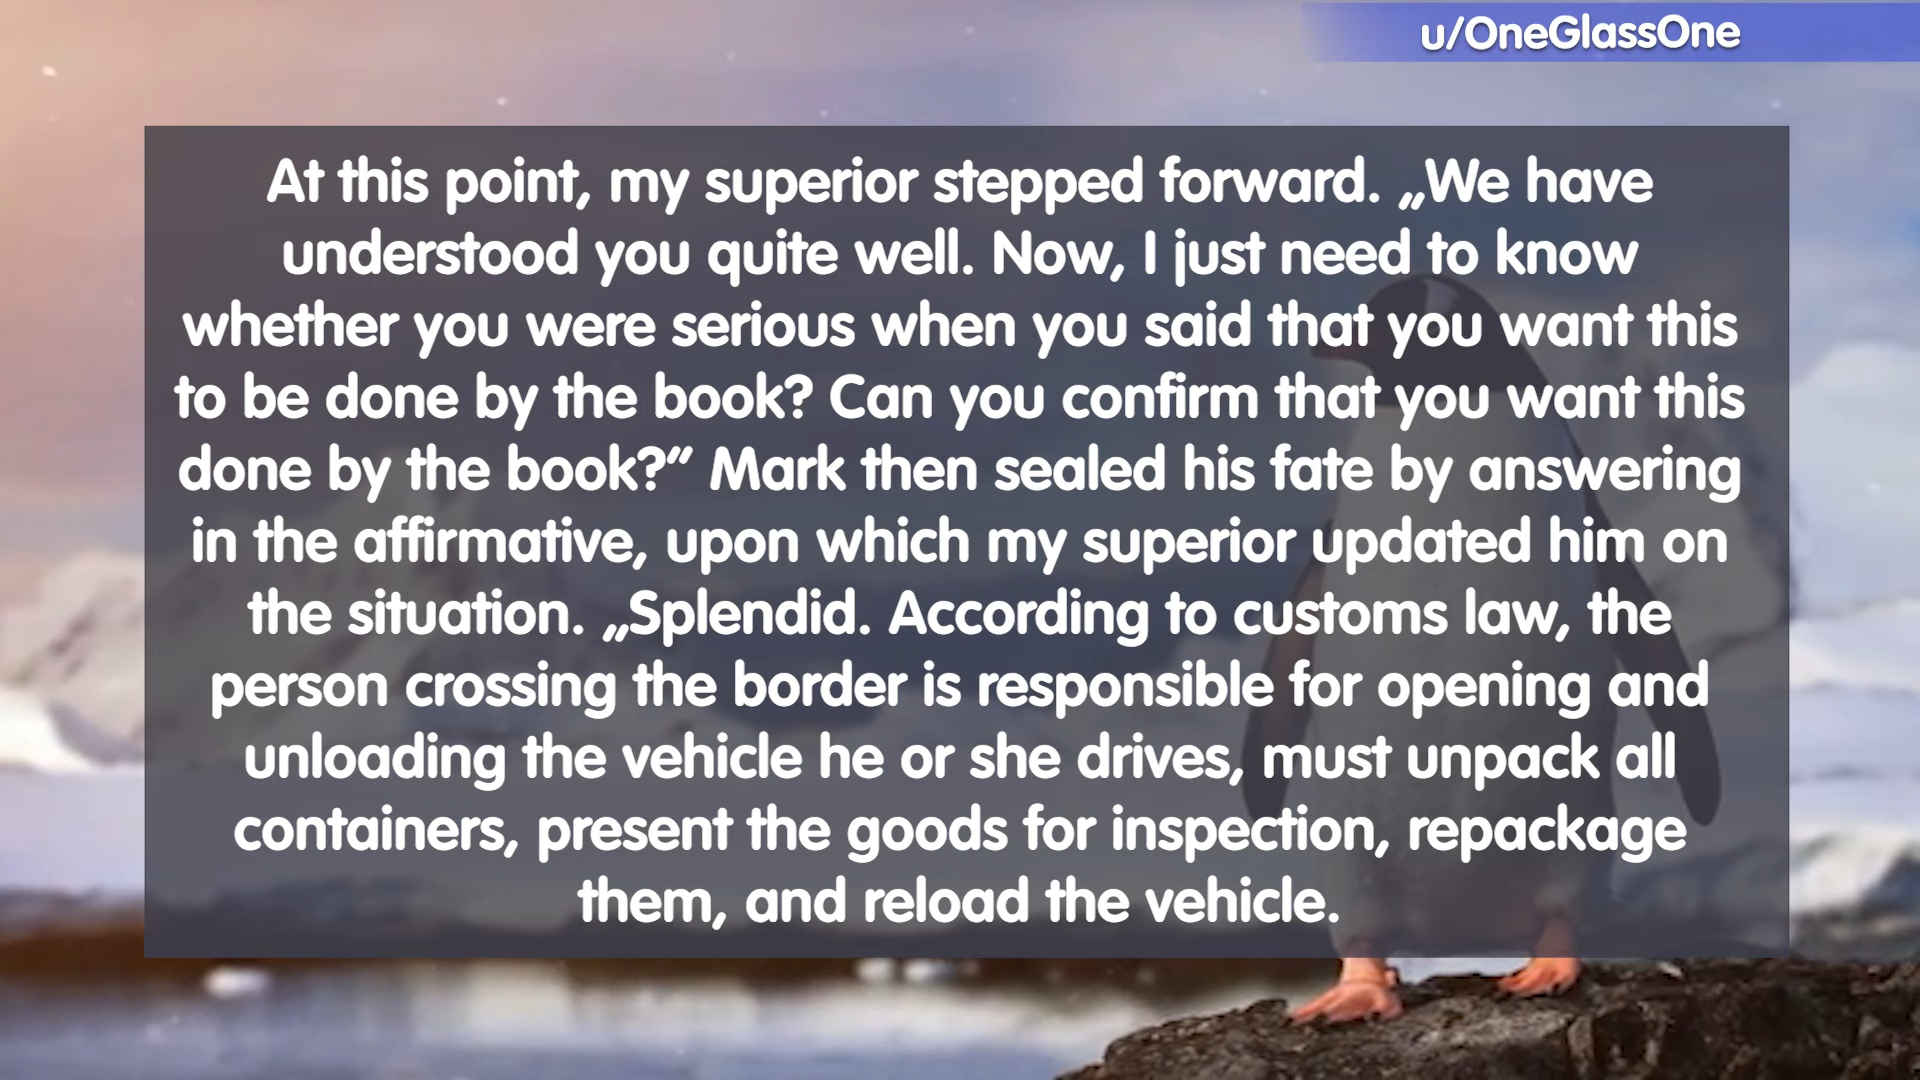 u/OneGlassOne
At this point, my superior stepped forward. „We have
understood you quite well. Now, I just need to know
whether you were serious when you said that you want this
to be done by the book? Can you confirm that you want this
done by the book?“ Mark then sealed his fate by answering
in the affirmative, upon which my superior updated him on
the situation. „Splendid. According to customs law, the
person crossing the border is responsible for opening and
unloading the vehicle he or she drives, must unpack all
containers, present the goods for inspection, repackage
them, and reload the vehicle.